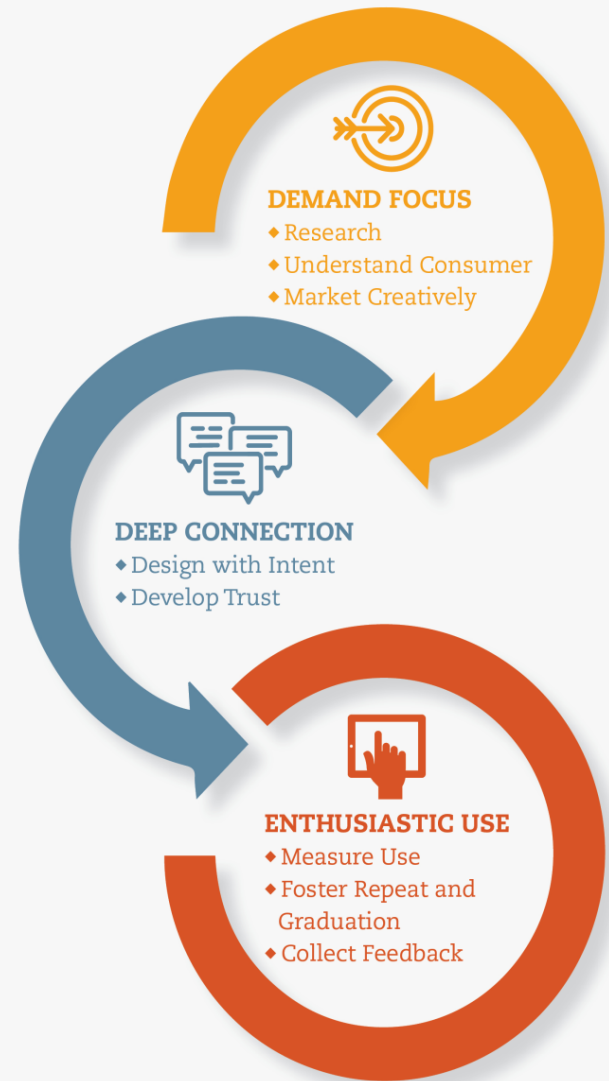 DEMAND FOCUS
◆ Research
◆ Understand Consumer
◆ Market Creatively
DEEP CONNECTION
◆ Design with Intent
◆ Develop Trust
ENTHUSIASTIC USE
◆ Measure Use
◆ Foster Repeat and
Graduation
◆ Collect Feedback